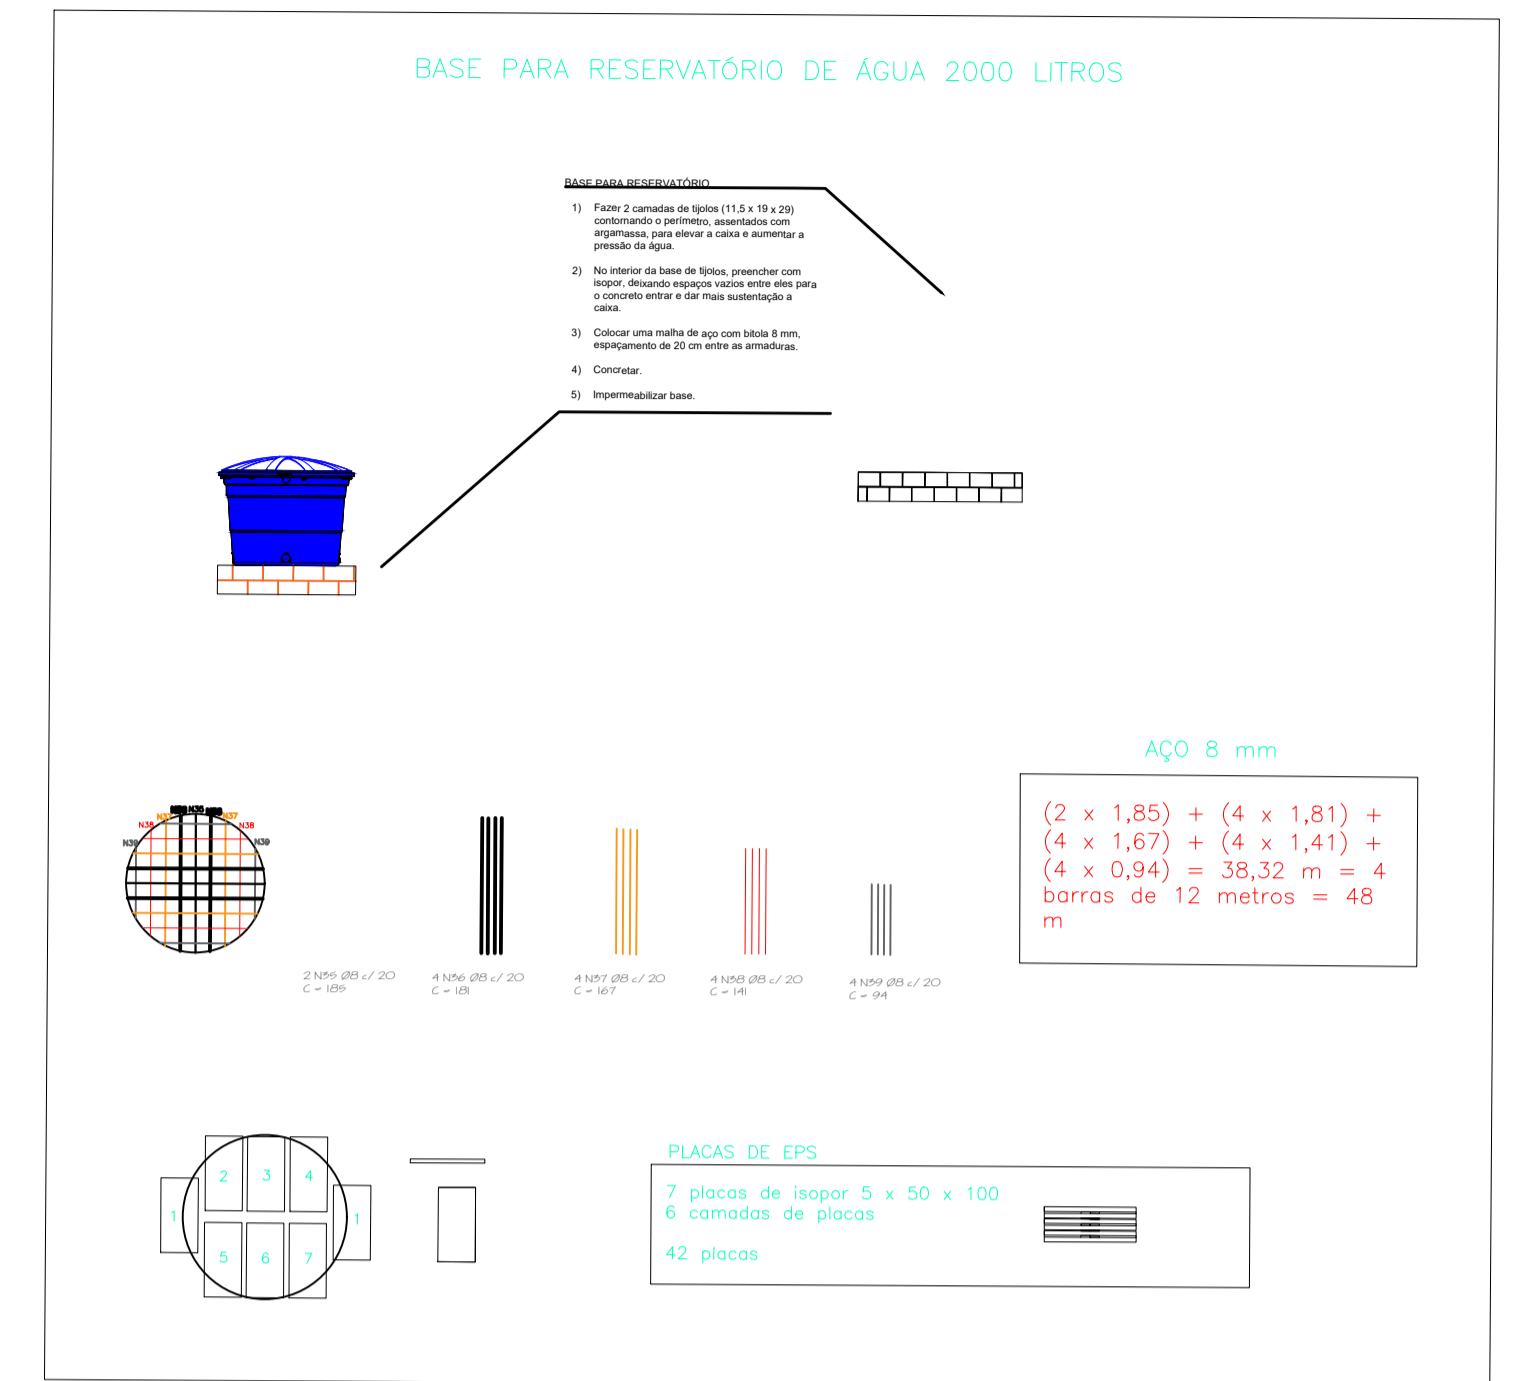 BASE PARA RESERVATÓRIO DE ÁGUA 2000 LITROS
BASE PARA RESERVATÓRIO
1) Fazer 2 camadas de tijolos (11,5 x 19 x 29)
contornando o perímetro, assentados com
argamassa, para elevar a caixa e aumentar a
pressão da água.
2) No interior da base de tijolos, preencher com
isopor, deixando espaços vazios entre eles para
o concreto entrar e dar mais sustentação a
caixa.
3) Colocar uma malha de aço com bitola 8 mm,
espaçamento de 20 cm entre as armaduras.
4) Concretar.
5) Impermeabilizar base.
AÇO 8 mm
(2 x 1,85) + (4 x 1,81) +
(4 x 1,67) + (4 x 1,41) +
(4 x 0,94) = 38,32 m = 4
barras de 12 metros = 48
m
N35
N37 N37
N38 N38
N39 N39
2 N35 Ø8 c/ 20
C = 185
4 N36 Ø8 c/ 20
C = 181
4 N37 Ø8 c/ 20
C = 167
4 N38 Ø8 c/ 20
C = 141
4 N39 Ø8 c/ 20
C = 94
2 3 4
1 1
5 6 7
PLACAS DE EPS
7 placas de isopor 5 x 50 x 100
6 camadas de placas
42 placas